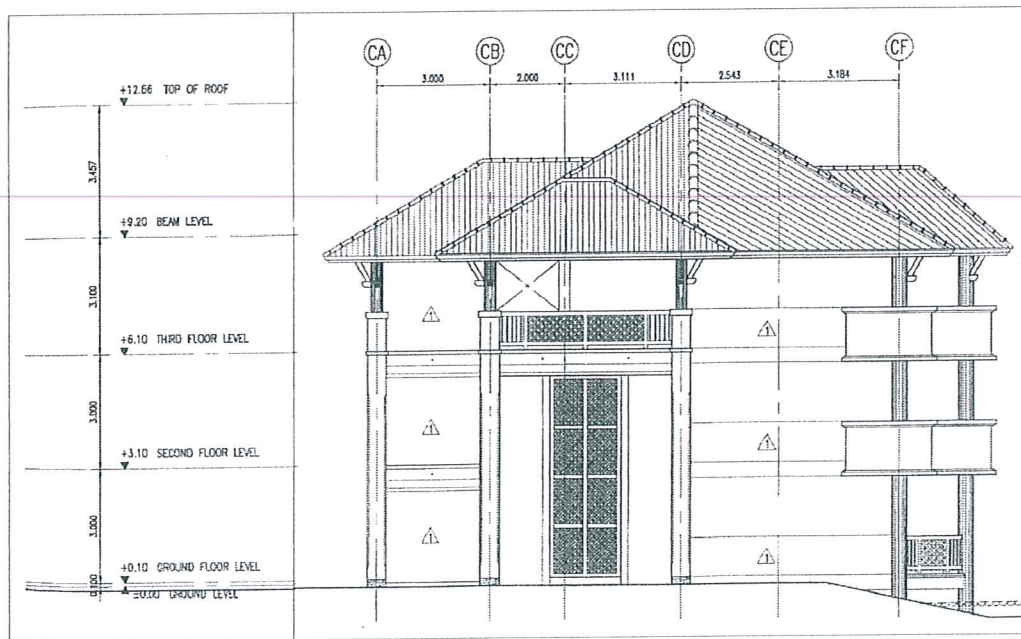 CA CB CC CD CE CF
3.000 2.000 3.111 2.543 3.184
+12.66 TOP OF ROOF
3.457
+9.20 BEAM LEVEL
3.100
1 1
+6.10 THIRD FLOOR LEVEL
3.000
1 1
+3.10 SECOND FLOOR LEVEL
3.000
1 1
+0.10 GROUND FLOOR LEVEL
0.100
±0.00 GROUND LEVEL